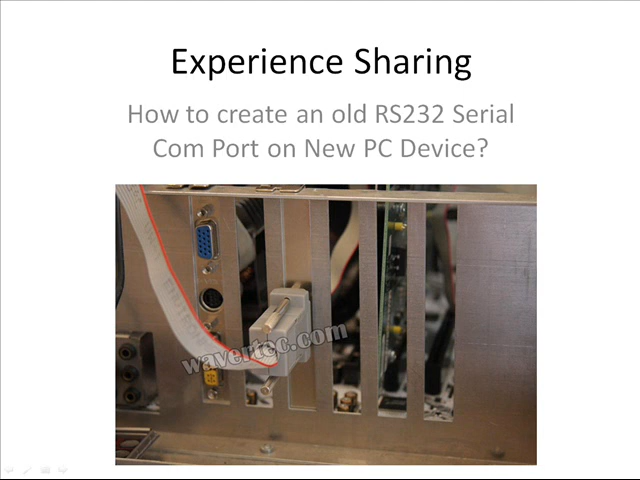 Experience Sharing
How to create an old RS232 Serial
Com Port on New PC Device?
wavertec.com